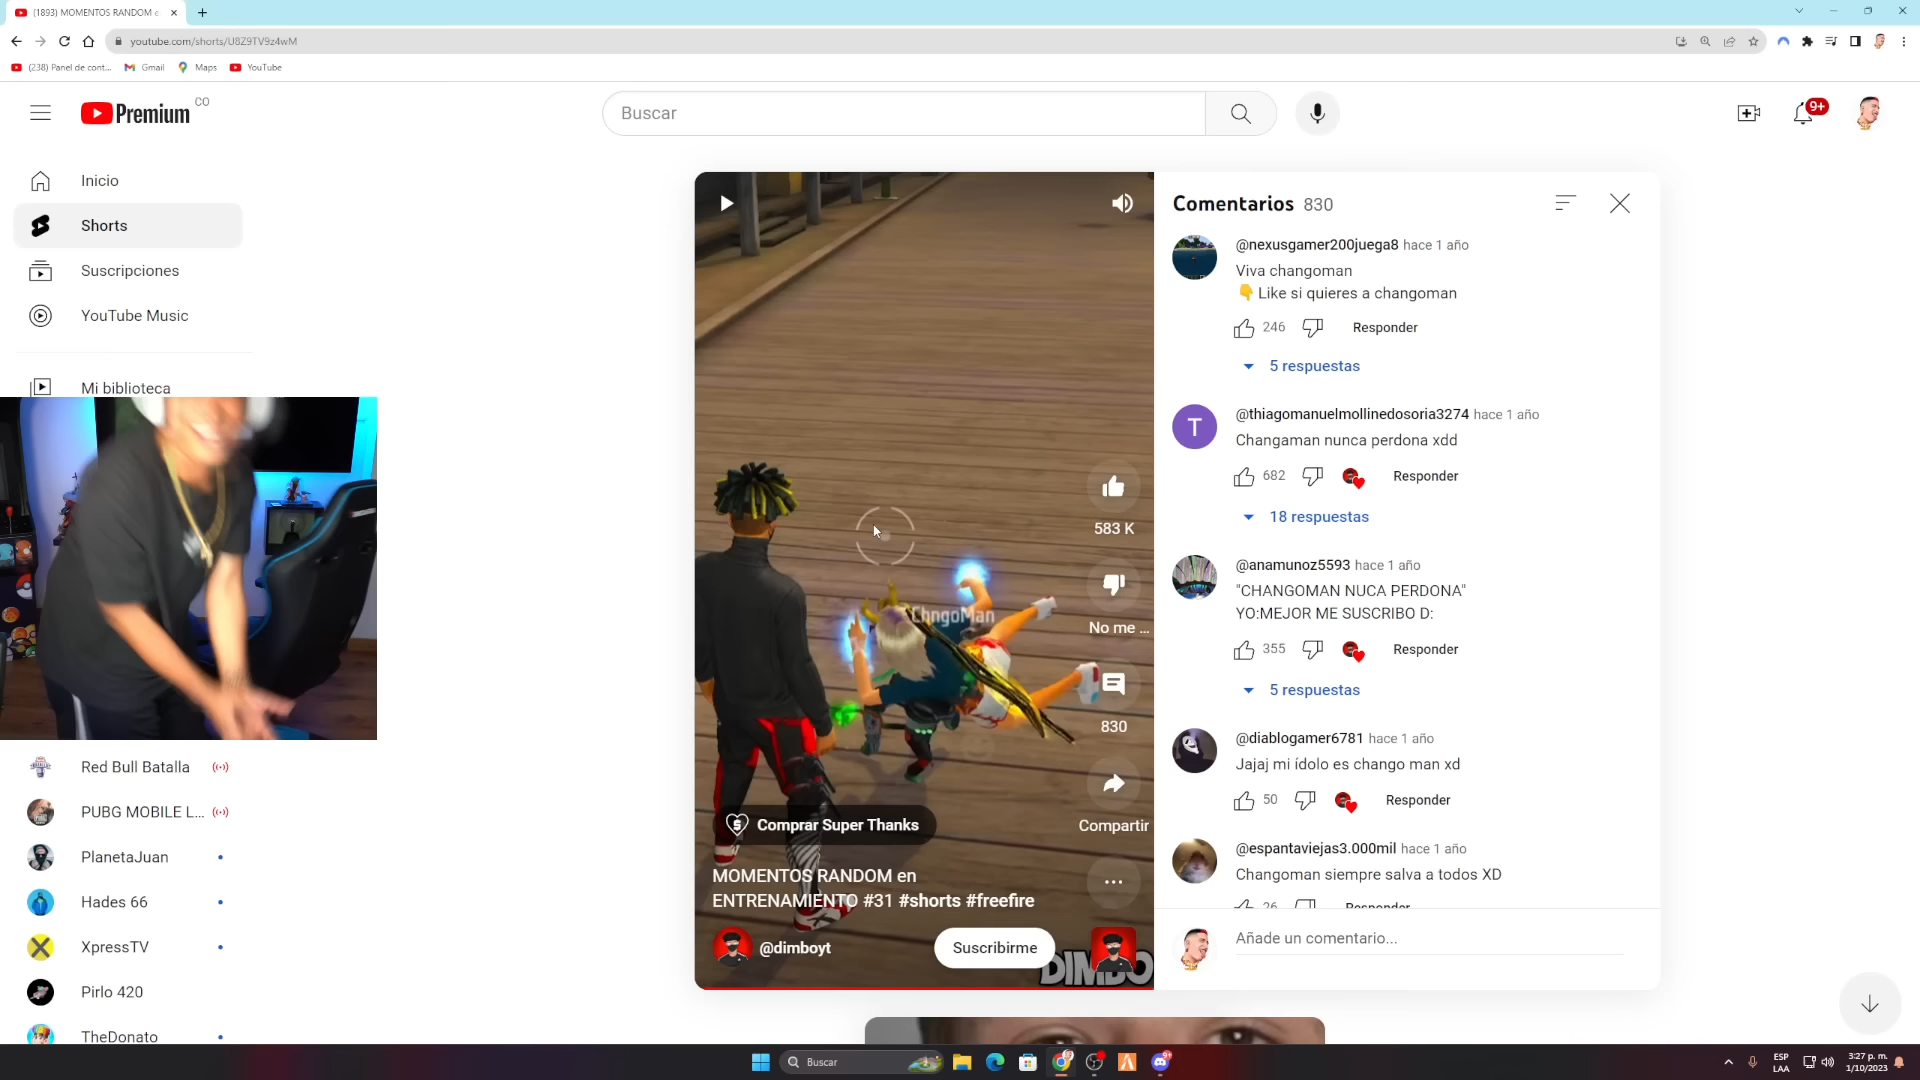 (1893) MOMENTOS RANDOM e
youtube.com/shorts/U8Z9TV9z4wM
(238) Panel de cont...
Gmail
Maps
YouTube
Premium
CO
Buscar
9+
Inicio
Shorts
Suscripciones
YouTube Music
Mi biblioteca
Red Bull Batalla
PUBG MOBILE L...
PlanetaJuan
Hades 66
XpressTV
Pirlo 420
TheDonato
ChngoMan
583 K
No me ...
830
Compartir
Comprar Super Thanks
MOMENTOS RANDOM en
ENTRENAMIENTO #31 #shorts #freefire
@dimboyt
Suscribirme
DIMBO
Comentarios 830
@nexusgamer200juega8 hace 1 año
Viva changoman
👇 Like si quieres a changoman
246 Responder
5 respuestas
T
@thiagomanuelmollinedosoria3274 hace 1 año
Changaman nunca perdona xdd
682 Responder
18 respuestas
@anamunoz5593 hace 1 año
"CHANGOMAN NUCA PERDONA"
YO:MEJOR ME SUSCRIBO D:
355 Responder
5 respuestas
@diablogamer6781 hace 1 año
Jajaj mi ídolo es chango man xd
50 Responder
@espantaviejas3.000mil hace 1 año
Changoman siempre salva a todos XD
26 Responder
Añade un comentario...
Buscar
ESP
LAA
3:27 p. m.
1/10/2023